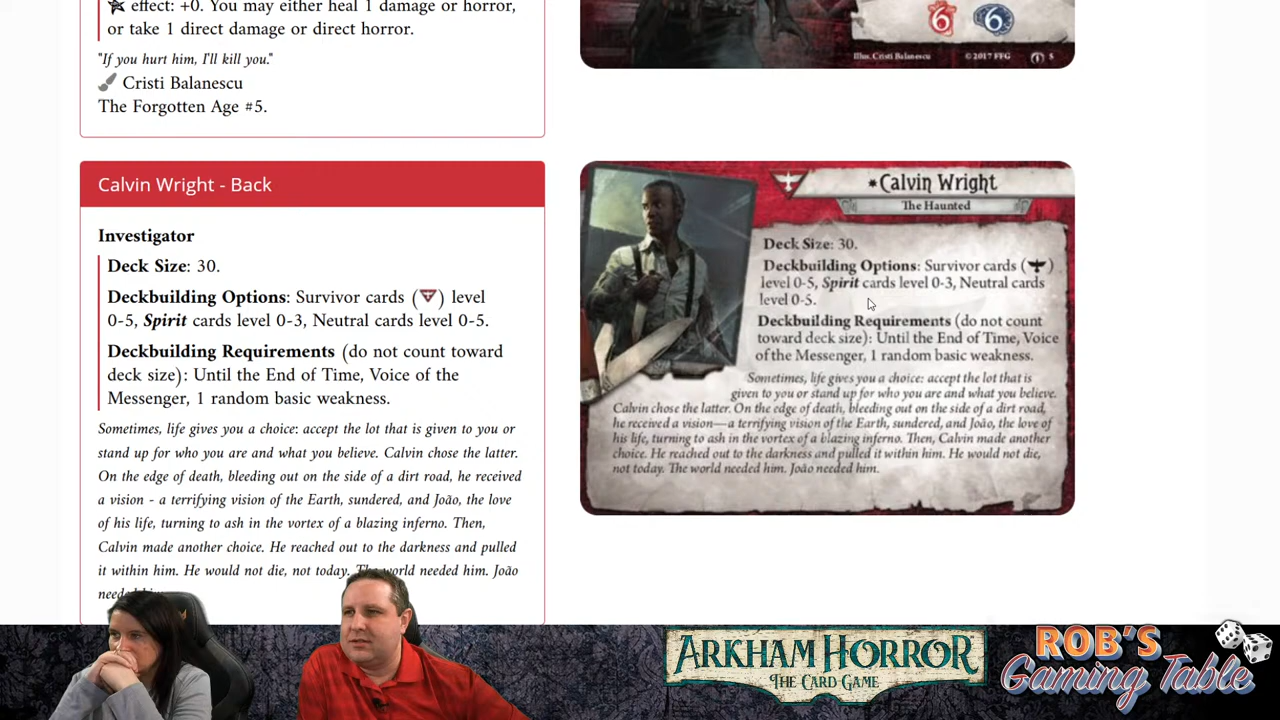 effect: +0. You may either heal 1 damage or horror,
or take 1 direct damage or direct horror.
"If you hurt him, I'll kill you."
Cristi Balanescu
The Forgotten Age #5.
6 6
Illus. Cristi Balanescu ©2017 FFG 5
Calvin Wright - Back
Investigator
Deck Size: 30.
Deckbuilding Options: Survivor cards ( ) level
0-5, Spirit cards level 0-3, Neutral cards level 0-5.
Deckbuilding Requirements (do not count toward
deck size): Until the End of Time, Voice of the
Messenger, 1 random basic weakness.
Sometimes, life gives you a choice: accept the lot that is given to you or
stand up for who you are and what you believe. Calvin chose the latter.
On the edge of death, bleeding out on the side of a dirt road, he received
a vision - a terrifying vision of the Earth, sundered, and João, the love
of his life, turning to ash in the vortex of a blazing inferno. Then,
Calvin made another choice. He reached out to the darkness and pulled
it within him. He would not die, not today. The world needed him. João
Calvin Wright
The Haunted
Deck Size: 30.
Deckbuilding Options: Survivor cards ( )
level 0-5, Spirit cards level 0-3, Neutral cards
level 0-5.
Deckbuilding Requirements (do not count
toward deck size): Until the End of Time, Voice
of the Messenger, 1 random basic weakness.
Sometimes, life gives you a choice: accept the lot that is
given to you or stand up for who you are and what you believe.
Calvin chose the latter. On the edge of death, bleeding out on the side of a dirt road,
he received a vision—a terrifying vision of the Earth, sundered, and João, the love of
his life, turning to ash in the vortex of a blazing inferno. Then, Calvin made another
choice. He reached out to the darkness and pulled it within him. He would not die,
not today. The world needed him. João needed him.
ARKHAM HORROR
THE CARD GAME
ROB'S
Gaming Table